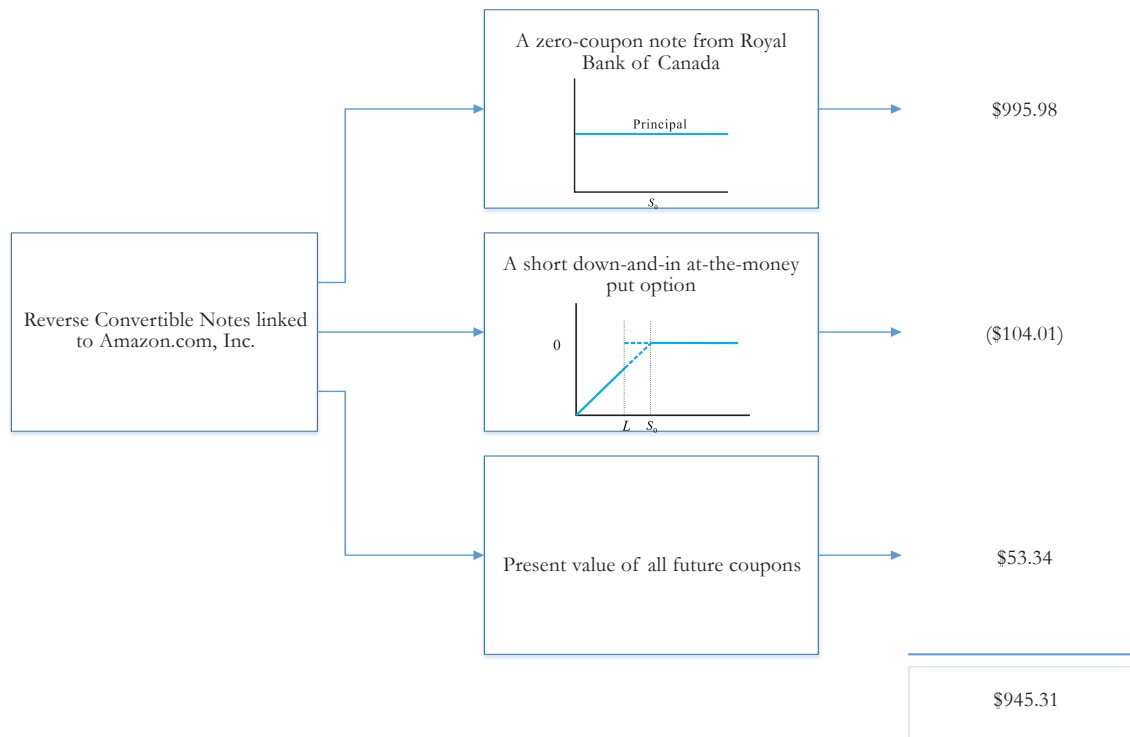 A zero-coupon note from Royal
Bank of Canada
Principal
S₀
$995.98
Reverse Convertible Notes linked
to Amazon.com, Inc.
A short down-and-in at-the-money
put option
0
L S₀
($104.01)
Present value of all future coupons
$53.34
$945.31